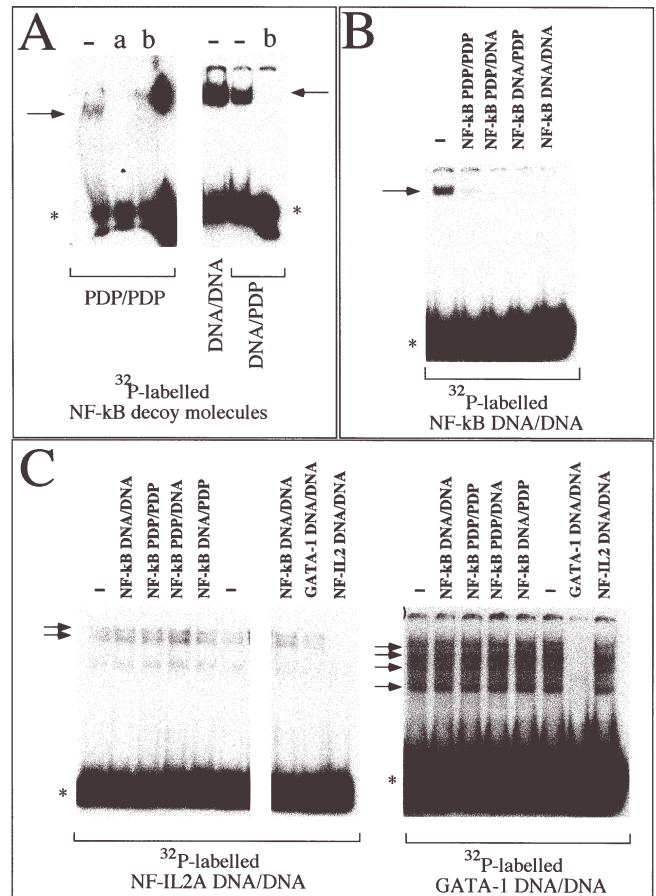 A
- a b
- - b
*
*
PDP/PDP
DNA/DNA
DNA/PDP
32P-labelled
NF-kB decoy molecules
B
-
NF-kB PDP/PDP
NF-kB PDP/DNA
NF-kB DNA/PDP
NF-kB DNA/DNA
*
32P-labelled
NF-kB DNA/DNA
C
-
NF-kB DNA/DNA
NF-kB PDP/PDP
NF-kB PDP/DNA
NF-kB DNA/PDP
-
NF-kB DNA/DNA
GATA-1 DNA/DNA
NF-IL2 DNA/DNA
*
32P-labelled
NF-IL2A DNA/DNA
-
NF-kB DNA/DNA
NF-kB PDP/PDP
NF-kB PDP/DNA
NF-kB DNA/PDP
-
GATA-1 DNA/DNA
NF-IL2 DNA/DNA
*
32P-labelled
GATA-1 DNA/DNA